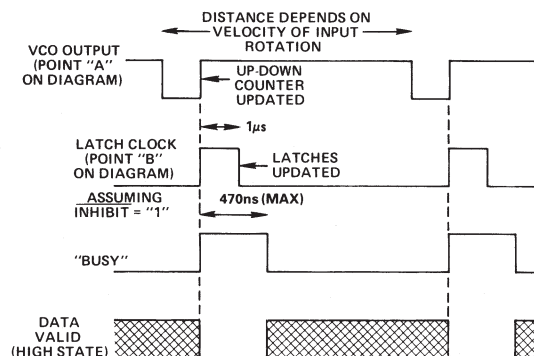 DISTANCE DEPENDS ON
VELOCITY OF INPUT
ROTATION
VCO OUTPUT
(POINT "A"
ON DIAGRAM)
UP-DOWN
COUNTER
UPDATED
1μs
LATCH CLOCK
(POINT "B"
ON DIAGRAM)
LATCHES
UPDATED
ASSUMING
INHIBIT = "1"
470ns (MAX)
"BUSY"
DATA
VALID
(HIGH STATE)